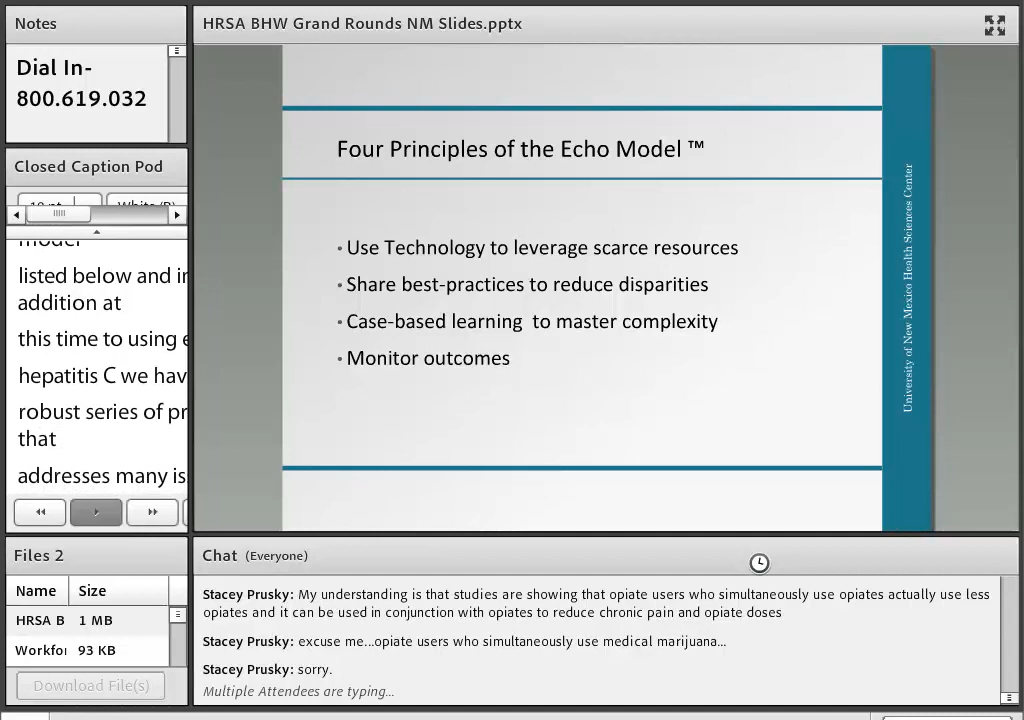 Notes
Dial In-
800.619.032
Closed Caption Pod
listed below and in
addition at
this time to using e
hepatitis C we hav
robust series of pr
that
addresses many is
Files 2
Name Size
HRSA B 1 MB
Workfo 93 KB
Download File(s)
HRSA BHW Grand Rounds NM Slides.pptx
Four Principles of the Echo Model ™
• Use Technology to leverage scarce resources
• Share best-practices to reduce disparities
• Case-based learning to master complexity
• Monitor outcomes
University of New Mexico Health Sciences Center
Chat (Everyone)
Stacey Prusky: My understanding is that studies are showing that opiate users who simultaneously use opiates actually use less
opiates and it can be used in conjunction with opiates to reduce chronic pain and opiate doses
Stacey Prusky: excuse me...opiate users who simultaneously use medical marijuana...
Stacey Prusky: sorry.
Multiple Attendees are typing...